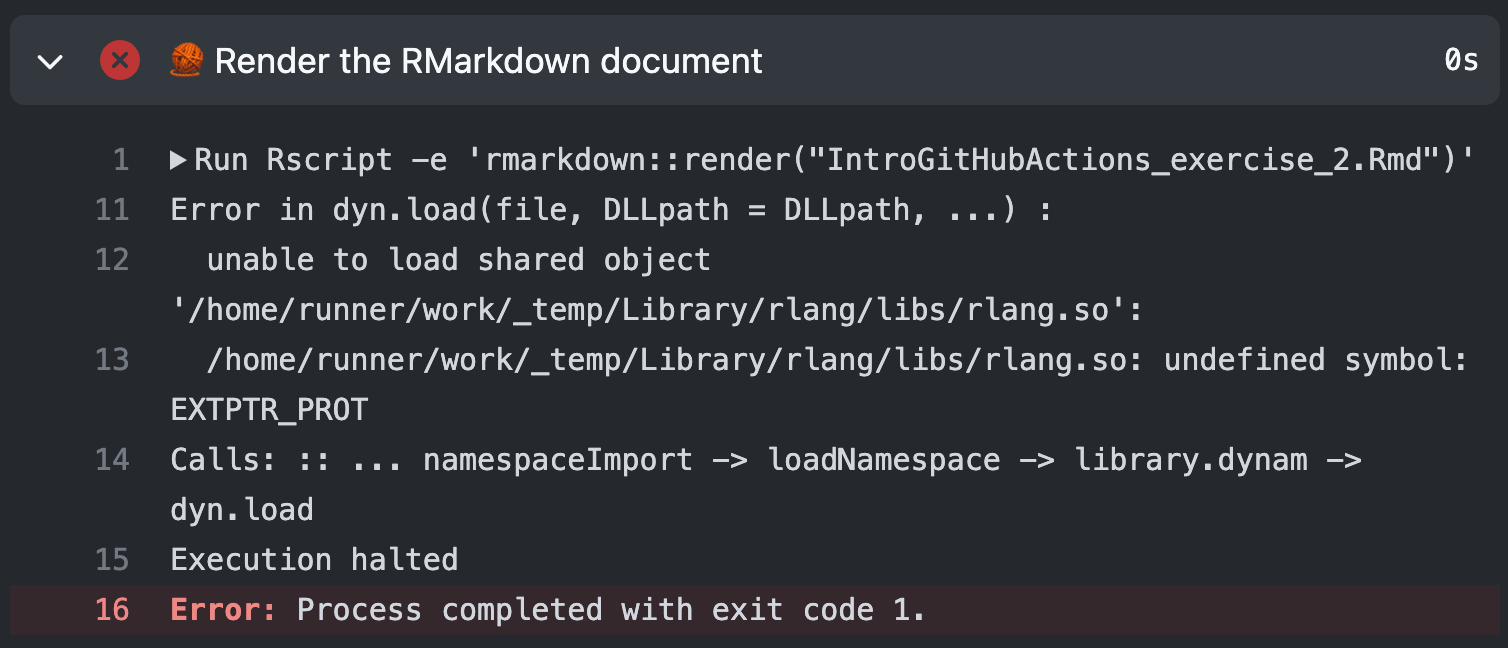 🧶 Render the RMarkdown document 0s
1 ▶Run Rscript -e 'rmarkdown::render("IntroGitHubActions_exercise_2.Rmd")'
11 Error in dyn.load(file, DLLpath = DLLpath, ...) :
12 unable to load shared object
'/home/runner/work/_temp/Library/rlang/libs/rlang.so':
13 /home/runner/work/_temp/Library/rlang/libs/rlang.so: undefined symbol:
EXTPTR_PROT
14 Calls: :: ... namespaceImport -> loadNamespace -> library.dynam ->
dyn.load
15 Execution halted
16 Error: Process completed with exit code 1.